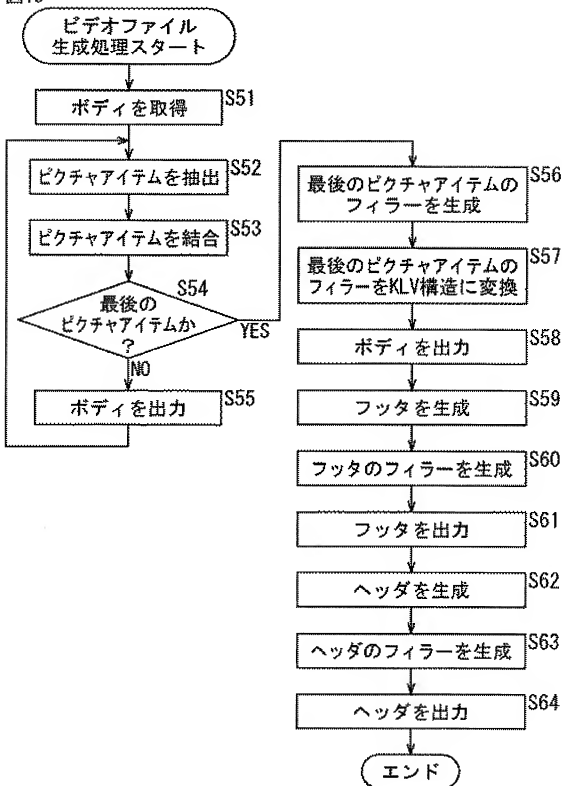 ビデオファイル
生成処理スタート
ボディを取得
S51
ピクチャアイテムを抽出
S52
ピクチャアイテムを結合
S53
S54
最後の
ピクチャアイテムか
?
YES
NO
ボディを出力
S55
最後のピクチャアイテムの
フィラーを生成
S56
最後のピクチャアイテムの
フィラーをKLV構造に変換
S57
ボディを出力
S58
フッタを生成
S59
フッタのフィラーを生成
S60
フッタを出力
S61
ヘッダを生成
S62
ヘッダのフィラーを生成
S63
ヘッダを出力
S64
エンド